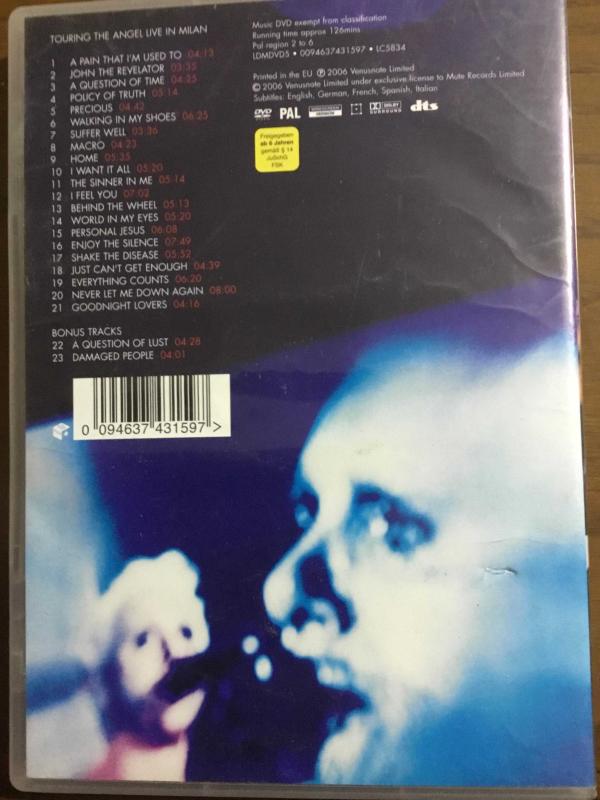 TOURING THE ANGEL LIVE IN MILAN
1 A PAIN THAT I'M USED TO 04:13
2 JOHN THE REVELATOR 03:35
3 A QUESTION OF TIME 04:25
4 POLICY OF TRUTH 05:14
5 PRECIOUS 04:42
6 WALKING IN MY SHOES 06:25
7 SUFFER WELL 03:36
8 MACRO 04:23
9 HOME 05:35
10 I WANT IT ALL 05:20
11 THE SINNER IN ME 05:14
12 I FEEL YOU 07:02
13 BEHIND THE WHEEL 05:13
14 WORLD IN MY EYES 05:20
15 PERSONAL JESUS 06:08
16 ENJOY THE SILENCE 07:49
17 SHAKE THE DISEASE 05:52
18 JUST CAN'T GET ENOUGH 04:39
19 EVERYTHING COUNTS 06:20
20 NEVER LET ME DOWN AGAIN 08:00
21 GOODNIGHT LOVERS 04:16
BONUS TRACKS
22 A QUESTION OF LUST 04:28
23 DAMAGED PEOPLE 04:01
0 094637 431597 >
Music DVD exempt from classification
Running time approx 126mins
Pal region 2 to 6
LDMDVD5 • 0094637431597 • LC5834
Printed in the EU ℗ 2006 Venusnote Limited
© 2006 Venusnote Limited under exclusive license to Mute Records Limited
Subtitles: English, German, French, Spanish, Italian
DVD PAL WIDESCREEN VERSION DOLBY SURROUND dts
Freigegeben
ab 6 Jahren
gemäß § 14
JuSchG
FSK